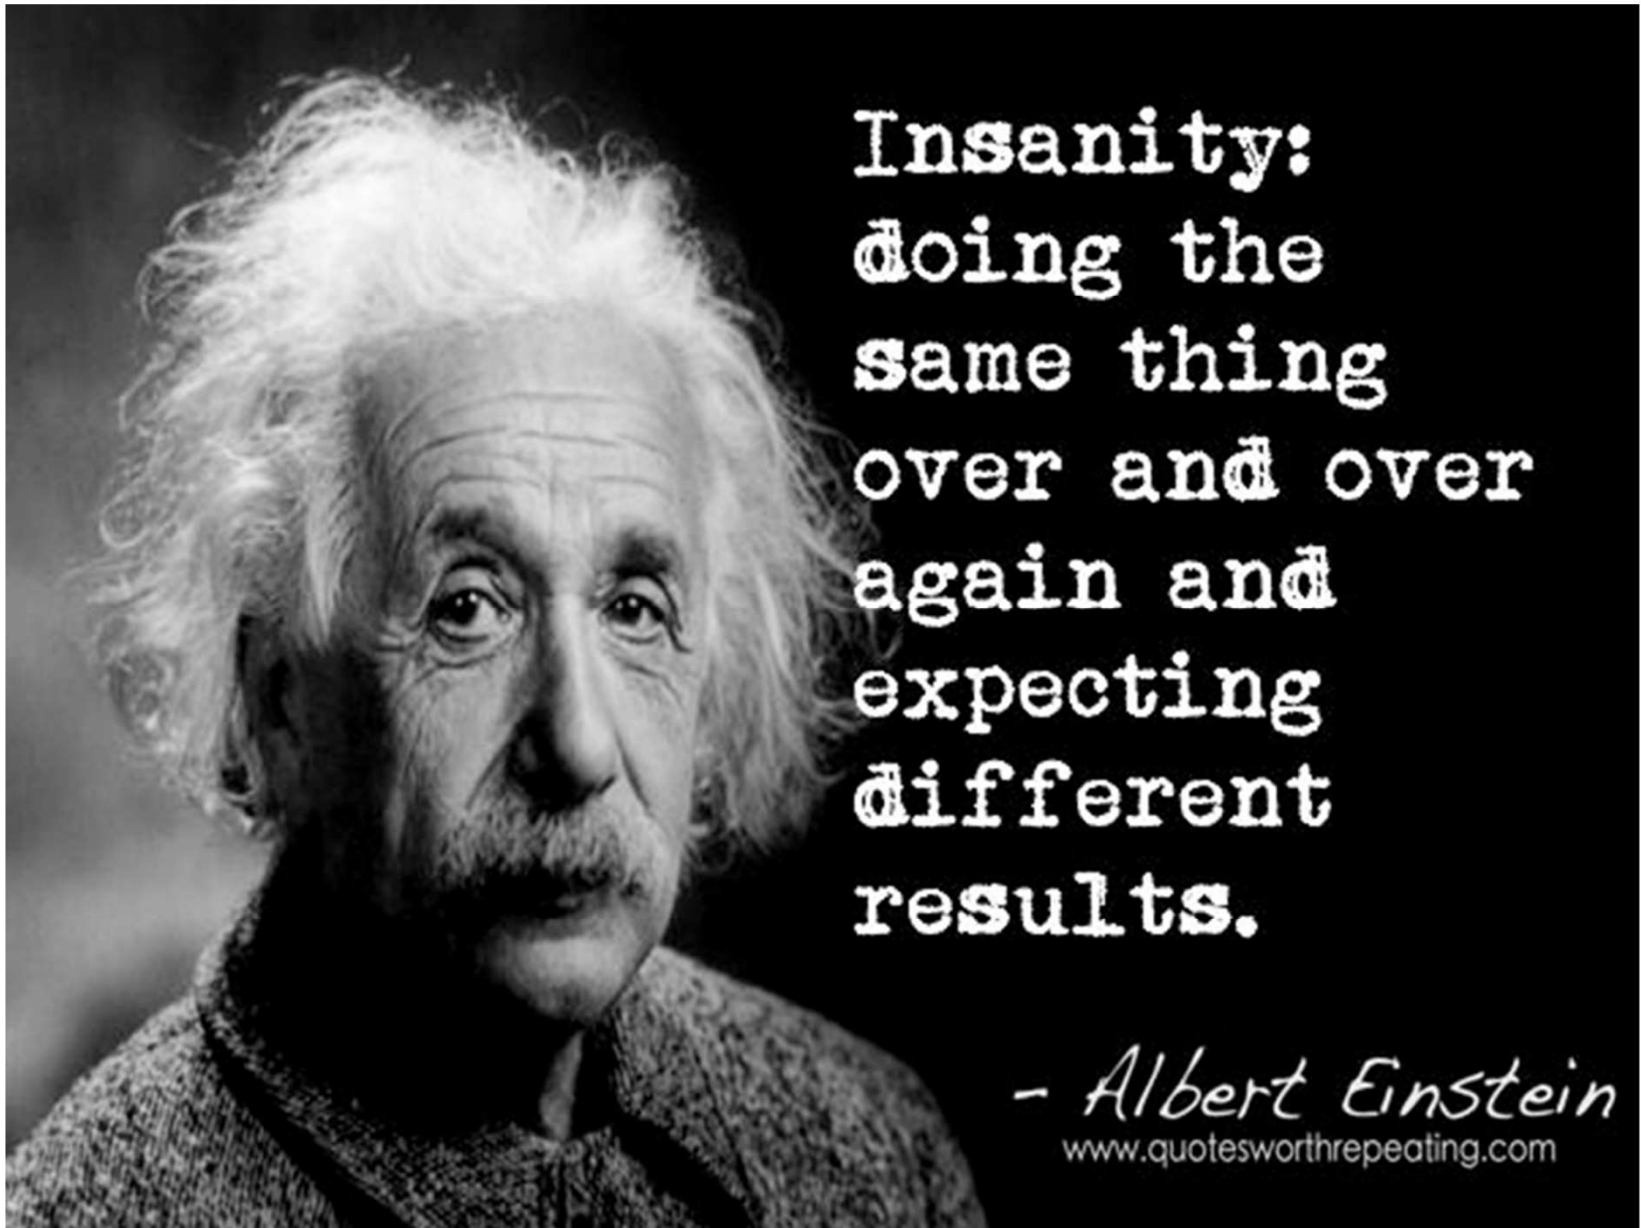 Insanity:
doing the
same thing
over and over
again and
expecting
different
results.
- Albert Einstein
www.quotesworthrepeating.com